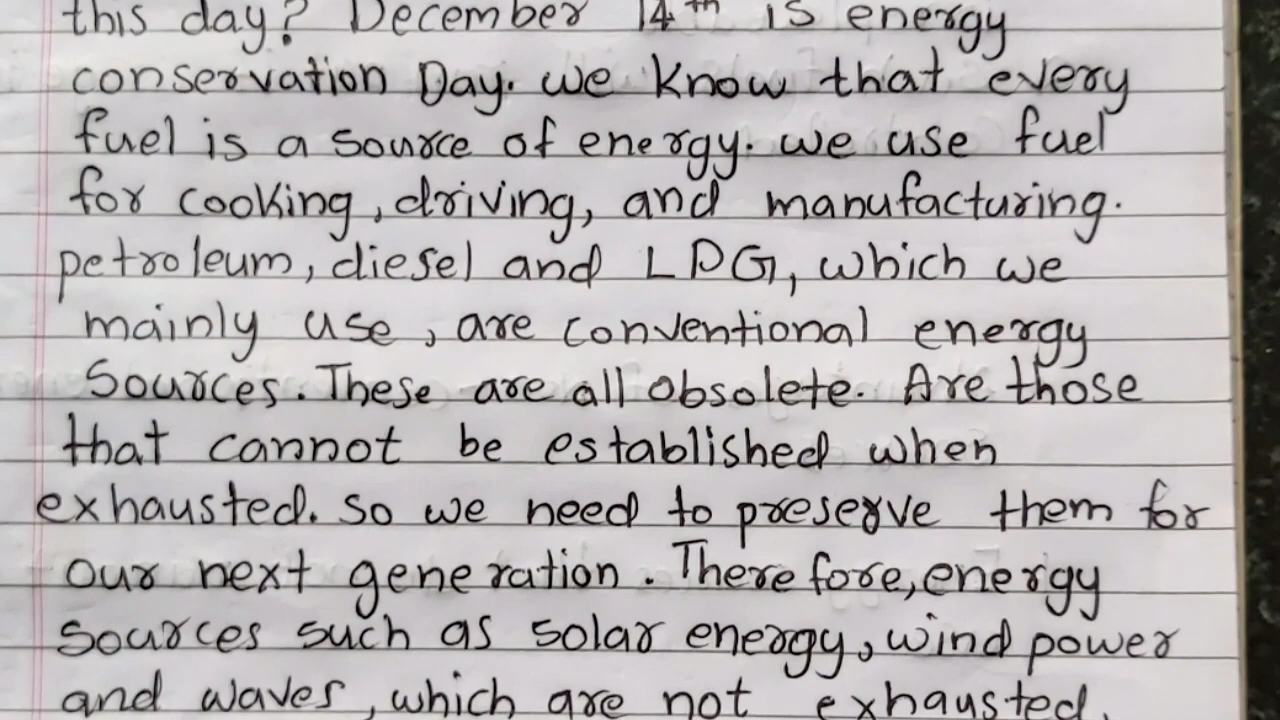 this day? December 14th is energy
conservation Day. we know that every
fuel is a source of energy. we use fuel
for cooking, driving, and manufacturing.
petroleum, diesel and LPG, which we
mainly use, are conventional energy
Sources. These are all obsolete. Are those
that cannot be established when
exhausted. So we need to preserve them for
our next generation. Therefore, energy
Sources such as solar energy, wind power
and waves, which are not exhausted.